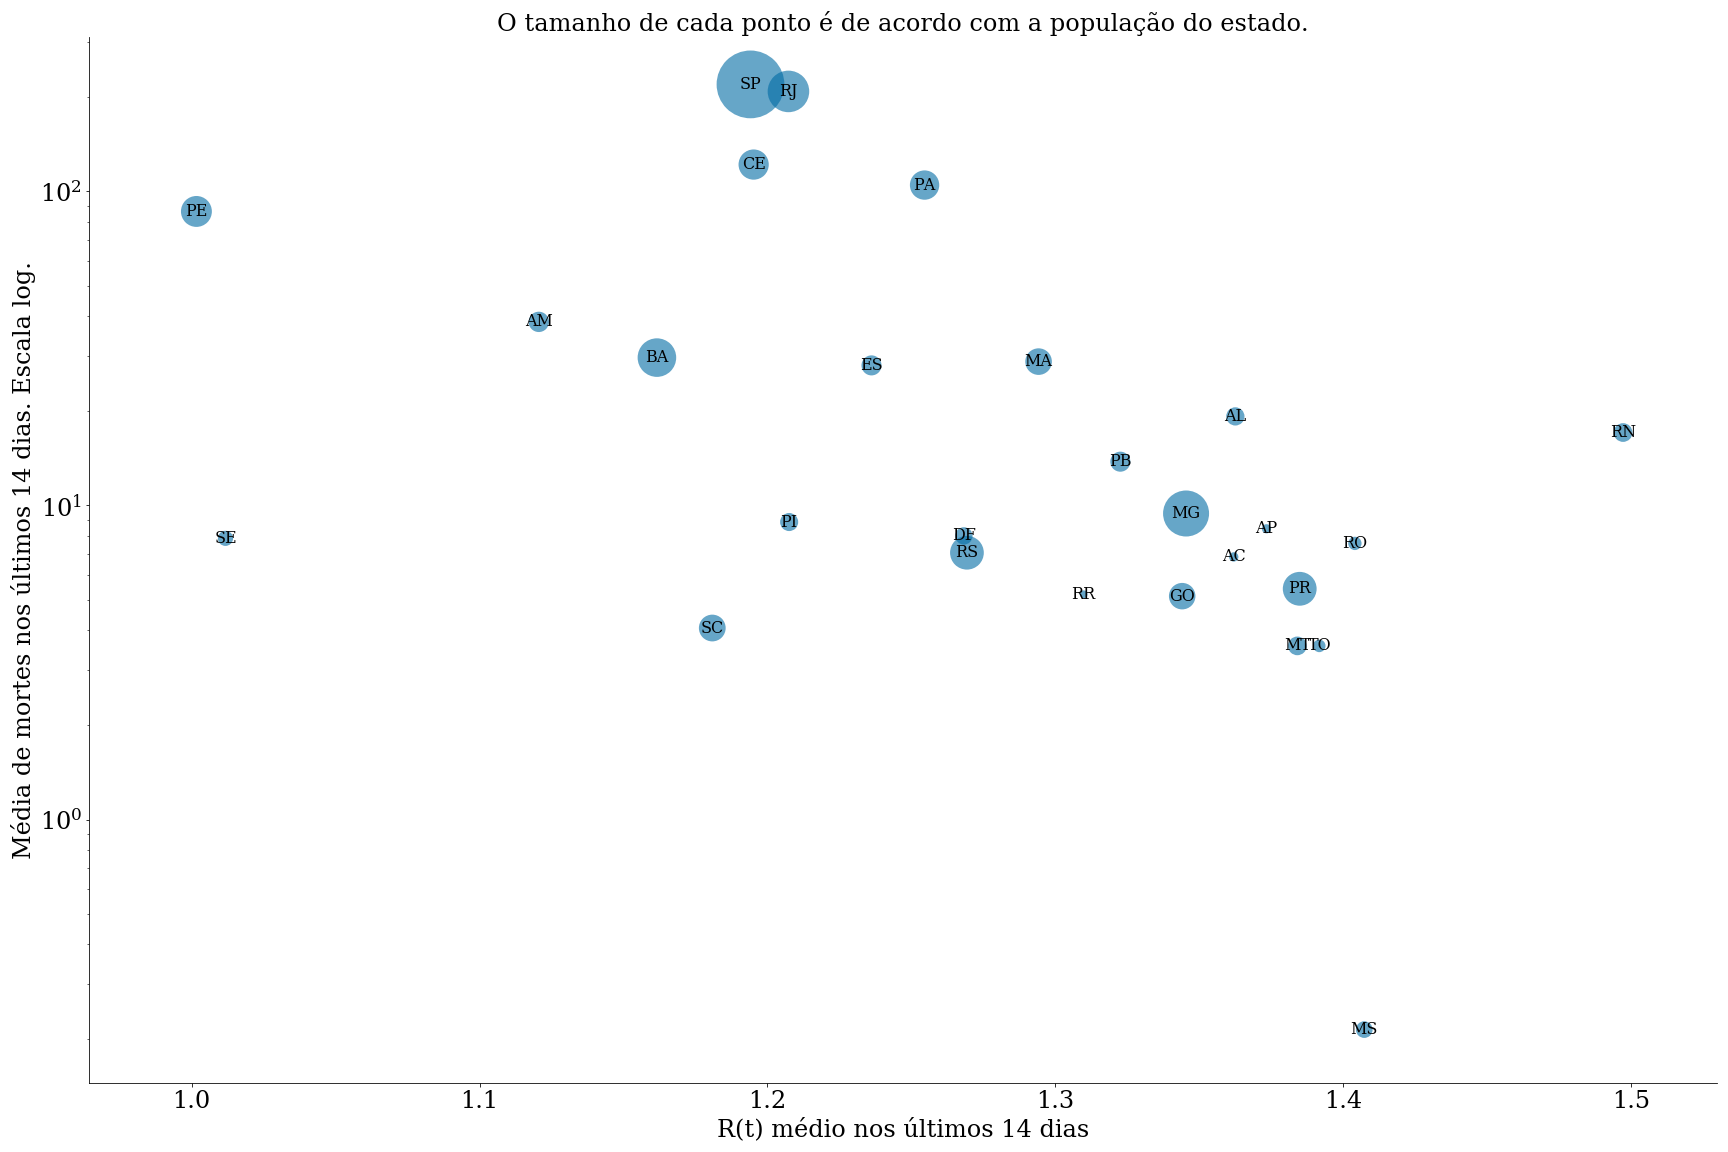 O tamanho de cada ponto é de acordo com a população do estado.
Média de mortes nos últimos 14 dias. Escala log.
10²
10¹
10⁰
SP
RJ
CE
PA
PE
AM
BA
ES
MA
AL
RN
PB
MG
PI
AP
SE
DF
RO
RS
AC
RR
GO
PR
SC
MT
TO
MS
1.0
1.1
1.2
1.3
1.4
1.5
R(t) médio nos últimos 14 dias